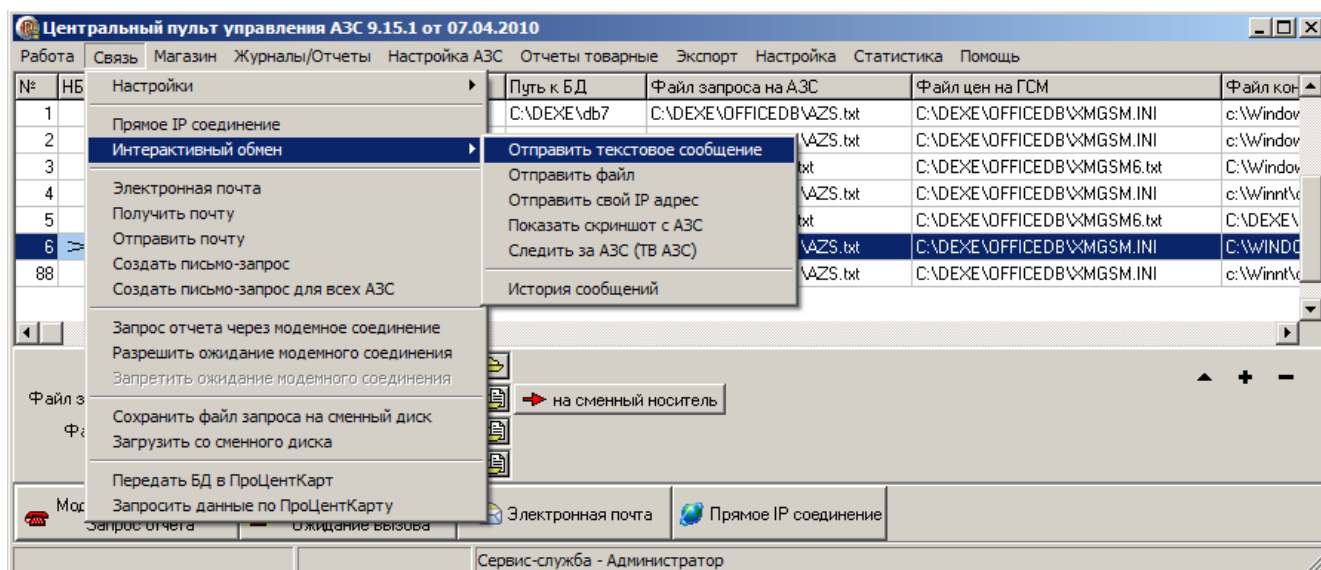 Центральный пульт управления АЗС 9.15.1 от 07.04.2010
Работа Связь Магазин Журналы/Отчеты Настройка АЗС Отчеты товарные Экспорт Настройка Статистика Помощь
№ НБ Путь к БД Файл запроса на АЗС Файл цен на ГСМ Файл кон
1 C:\DEXE\db7 C:\DEXE\OFFICEDB\AZS.txt C:\DEXE\OFFICEDB\XMGSM.INI c:\Window
2 \AZS.txt C:\DEXE\OFFICEDB\XMGSM.INI c:\Window
3 txt C:\DEXE\OFFICEDB\XMGSM6.txt C:\Window
4 \AZS.txt C:\DEXE\OFFICEDB\XMGSM.INI c:\Winnt\
5 txt C:\DEXE\OFFICEDB\XMGSM6.txt C:\DEXE\
6 \AZS.txt C:\DEXE\OFFICEDB\XMGSM.INI
88 \AZS.txt C:\DEXE\OFFICEDB\XMGSM.INI c:\Winnt\
Настройки
Прямое IP соединение
Интерактивный обмен
Электронная почта
Получить почту
Отправить почту
Создать письмо-запрос
Создать письмо-запрос для всех АЗС
Запрос отчета через модемное соединение
Разрешить ожидание модемного соединения
Запретить ожидание модемного соединения
Сохранить файл запроса на сменный диск
Загрузить со сменного диска
Передать БД в ПроЦентКарт
Запросить данные по ПроЦентКарту
Отправить текстовое сообщение
Отправить файл
Отправить свой IP адрес
Показать скриншот с АЗС
Следить за АЗС (ТВ АЗС)
История сообщений
Файл з
на сменный носитель
Электронная почта
Прямое IP соединение
Запрос отчета
Ожидание вызова
Сервис-служба - Администратор